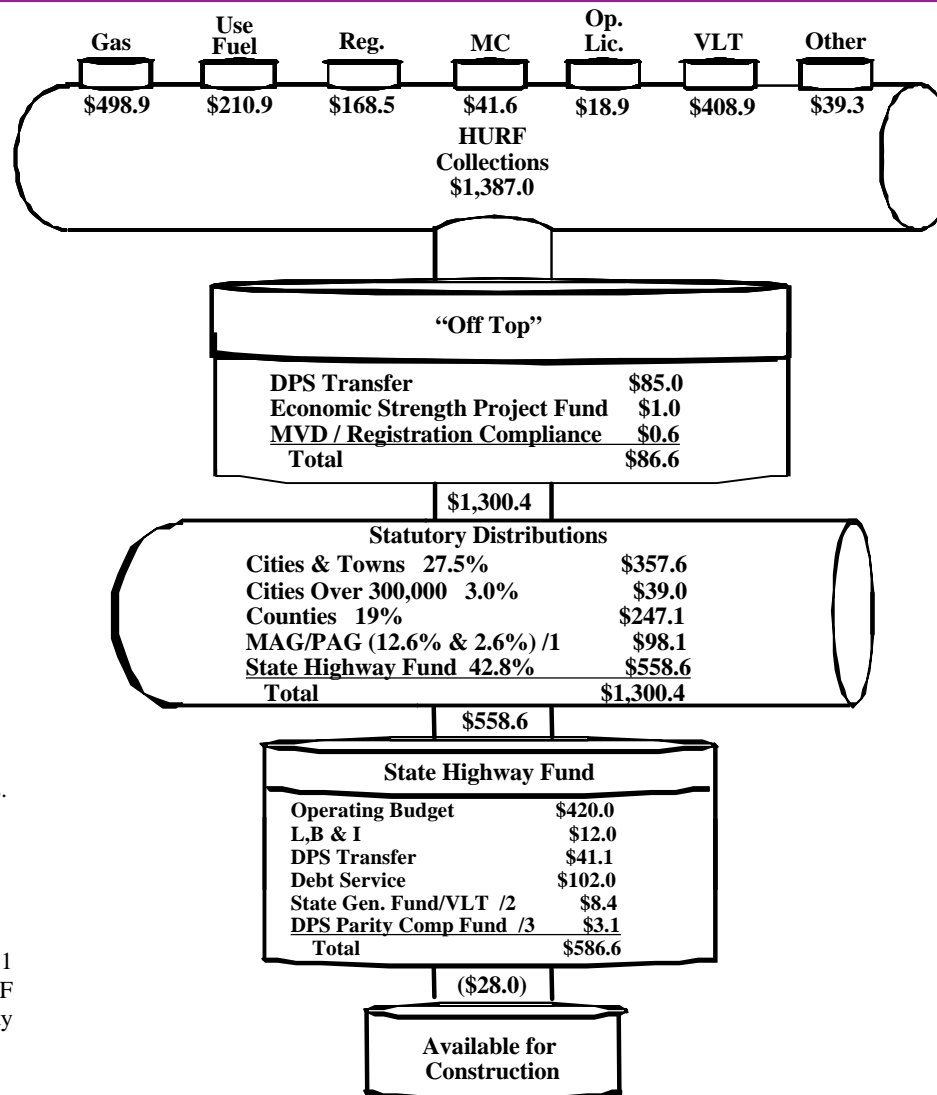 Gas Use Fuel Reg. MC Op. Lic. VLT Other
$498.9 $210.9 $168.5 $41.6 $18.9 $408.9 $39.3
HURF
Collections
$1,387.0
“Off Top”
DPS Transfer $85.0
Economic Strength Project Fund $1.0
MVD / Registration Compliance $0.6
Total $86.6
$1,300.4
Statutory Distributions
Cities & Towns 27.5% $357.6
Cities Over 300,000 3.0% $39.0
Counties 19% $247.1
MAG/PAG (12.6% & 2.6%) /1 $98.1
State Highway Fund 42.8% $558.6
Total $1,300.4
$558.6
State Highway Fund
Operating Budget $420.0
L,B & I $12.0
DPS Transfer $41.1
Debt Service $102.0
State Gen. Fund/VLT /2 $8.4
DPS Parity Comp Fund /3 $3.1
Total $586.6
($28.0)
Available for
Construction